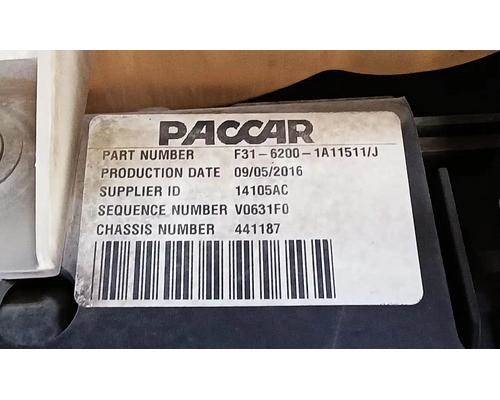 PACCAR
PART NUMBER F31-6200-1A11511/J
PRODUCTION DATE 09/05/2016
SUPPLIER ID 14105AC
SEQUENCE NUMBER V0631F0
CHASSIS NUMBER 441187